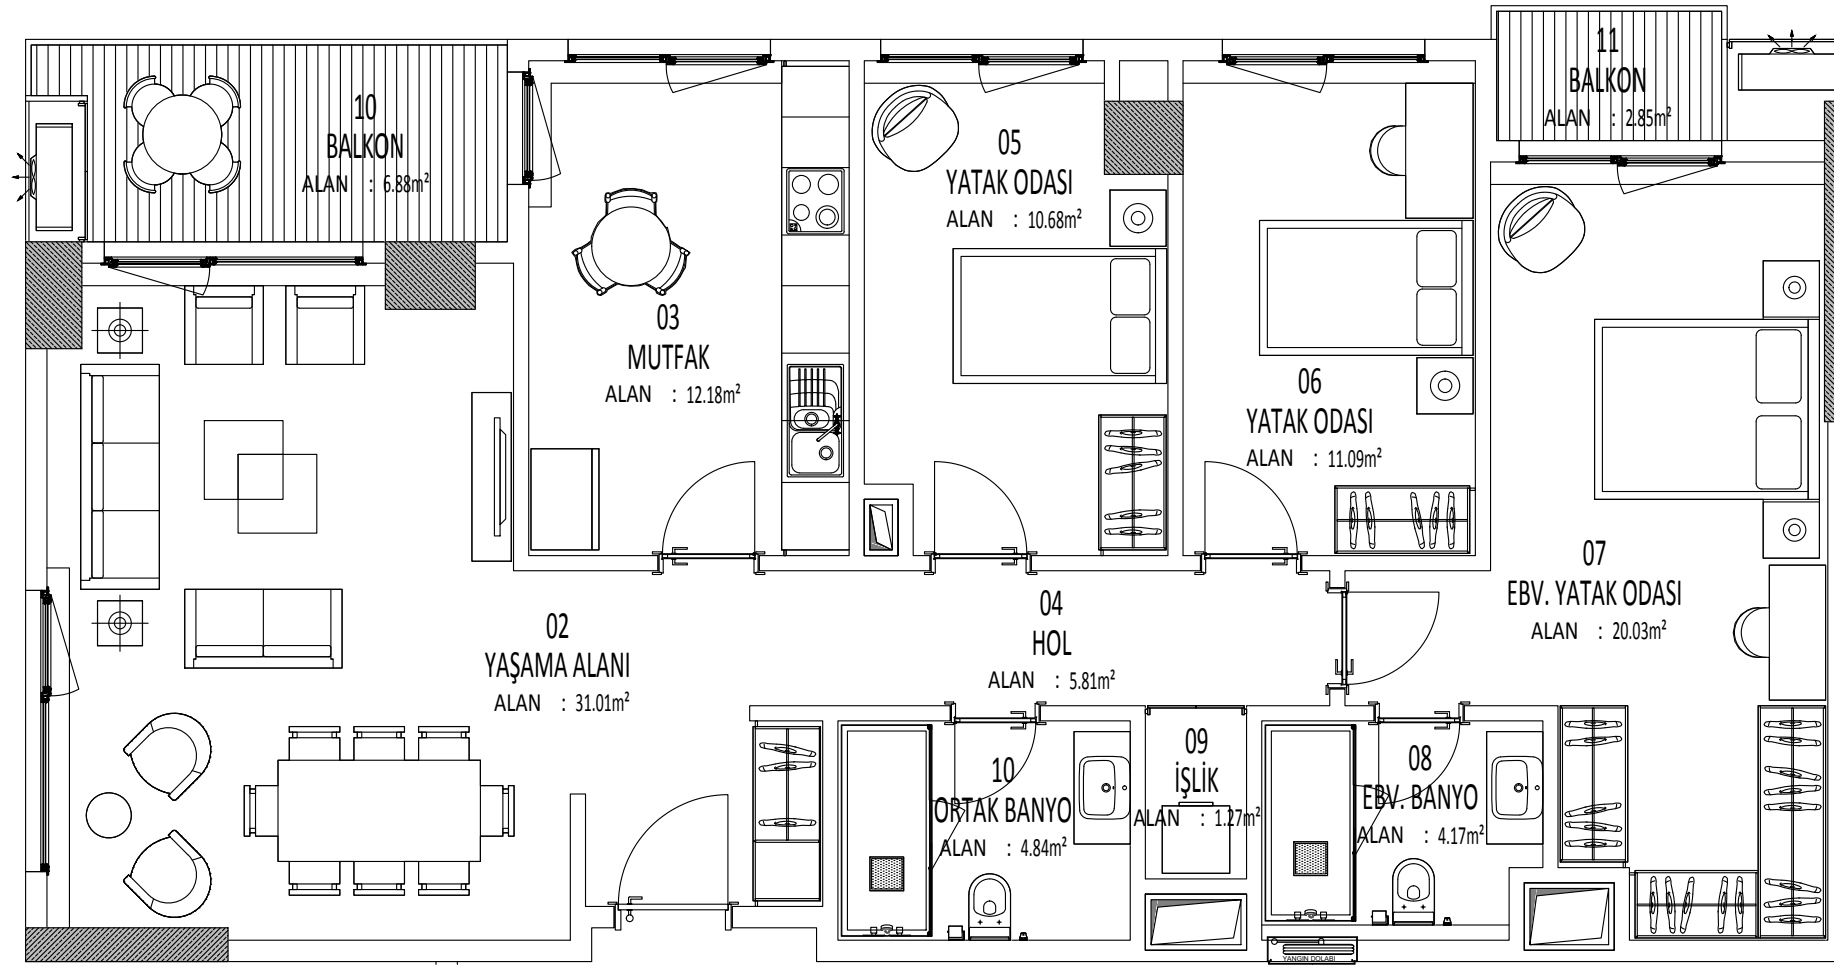 10
BALKON
ALAN : 6.88m²
11
BALKON
ALAN : 2.85m²
05
YATAK ODASI
ALAN : 10.68m²
03
MUTFAK
ALAN : 12.18m²
06
YATAK ODASI
ALAN : 11.09m²
07
EBV. YATAK ODASI
ALAN : 20.03m²
02
YAŞAMA ALANI
ALAN : 31.01m²
04
HOL
ALAN : 5.81m²
10
ORTAK BANYO
ALAN : 4.84m²
09
İŞLİK
ALAN : 1.27m²
08
EBV. BANYO
ALAN : 4.17m²
YANGIN DOLABI